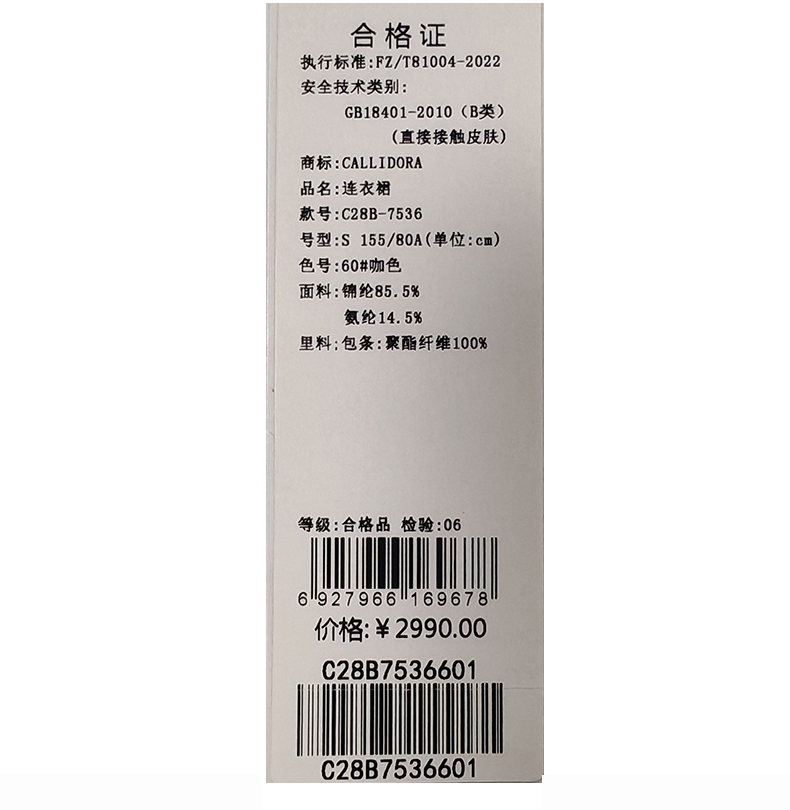 合格证
执行标准:FZ/T81004-2022
安全技术类别:
GB18401-2010（B类）
(直接接触皮肤)
商标:CALLIDORA
品名:连衣裙
款号:C28B-7536
号型:S 155/80A(单位:cm)
色号:60#咖色
面料:锦纶85.5%
氨纶14.5%
里料;包条:聚酯纤维100%
等级:合格品 检验:06
6 927966 169678
价格:¥2990.00
C28B7536601
C28B7536601